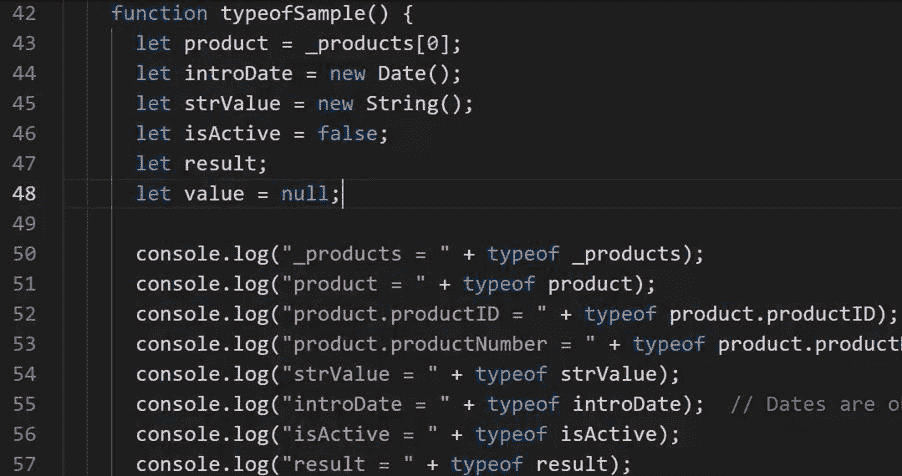 42 function typeofSample() {
43 let product = _products[0];
44 let introDate = new Date();
45 let strValue = new String();
46 let isActive = false;
47 let result;
48 let value = null;
49
50 console.log("_products = " + typeof _products);
51 console.log("product = " + typeof product);
52 console.log("product.productID = " + typeof product.productID);
53 console.log("product.productNumber = " + typeof product.product
54 console.log("strValue = " + typeof strValue);
55 console.log("introDate = " + typeof introDate); // Dates are
56 console.log("isActive = " + typeof isActive);
57 console.log("result = " + typeof result);